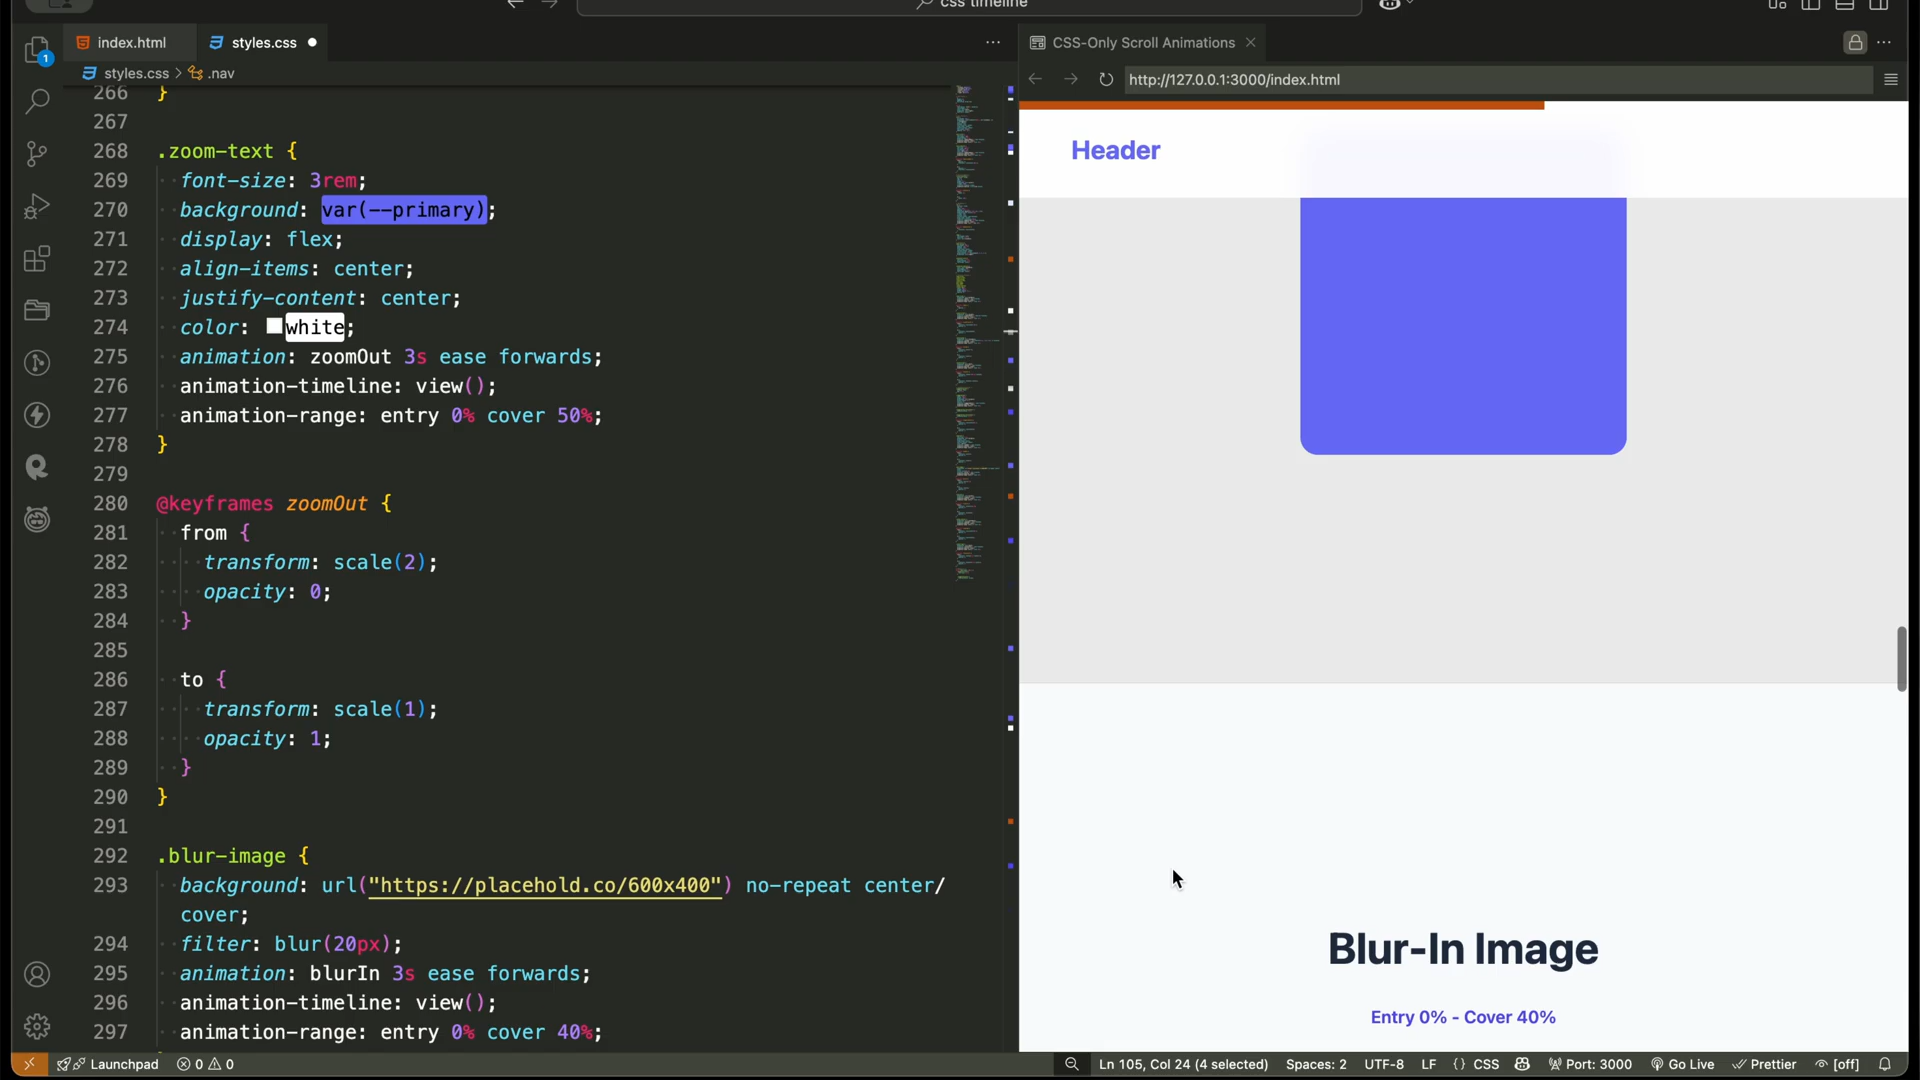 css timeline
index.html
styles.css
CSS-Only Scroll Animations
1
styles.css > .nav
http://127.0.0.1:3000/index.html
266 }
267
268 .zoom-text {
269 font-size: 3rem;
270 background: var(--primary);
271 display: flex;
272 align-items: center;
273 justify-content: center;
274 color: white;
275 animation: zoomOut 3s ease forwards;
276 animation-timeline: view();
277 animation-range: entry 0% cover 50%;
278 }
279
280 @keyframes zoomOut {
281 from {
282 transform: scale(2);
283 opacity: 0;
284 }
285
286 to {
287 transform: scale(1);
288 opacity: 1;
289 }
290 }
291
292 .blur-image {
293 background: url("https://placehold.co/600x400") no-repeat center/
cover;
294 filter: blur(20px);
295 animation: blurIn 3s ease forwards;
296 animation-timeline: view();
297 animation-range: entry 0% cover 40%;
Header
Blur-In Image
Entry 0% - Cover 40%
Launchpad
0
0
Ln 105, Col 24 (4 selected)
Spaces: 2
UTF-8
LF
{ } CSS
Port: 3000
Go Live
Prettier
[off]